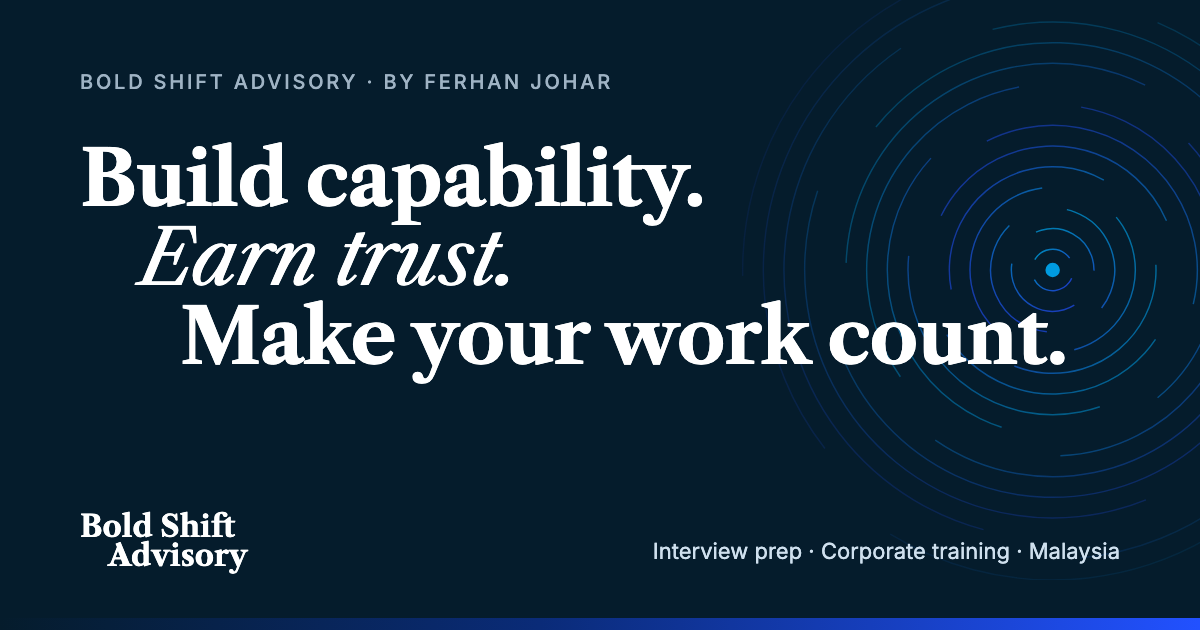 BOLD SHIFT ADVISORY · BY FERHAN JOHAR
Build capability.
Earn trust.
Make your work count.
Bold Shift
Advisory
Interview prep · Corporate training · Malaysia